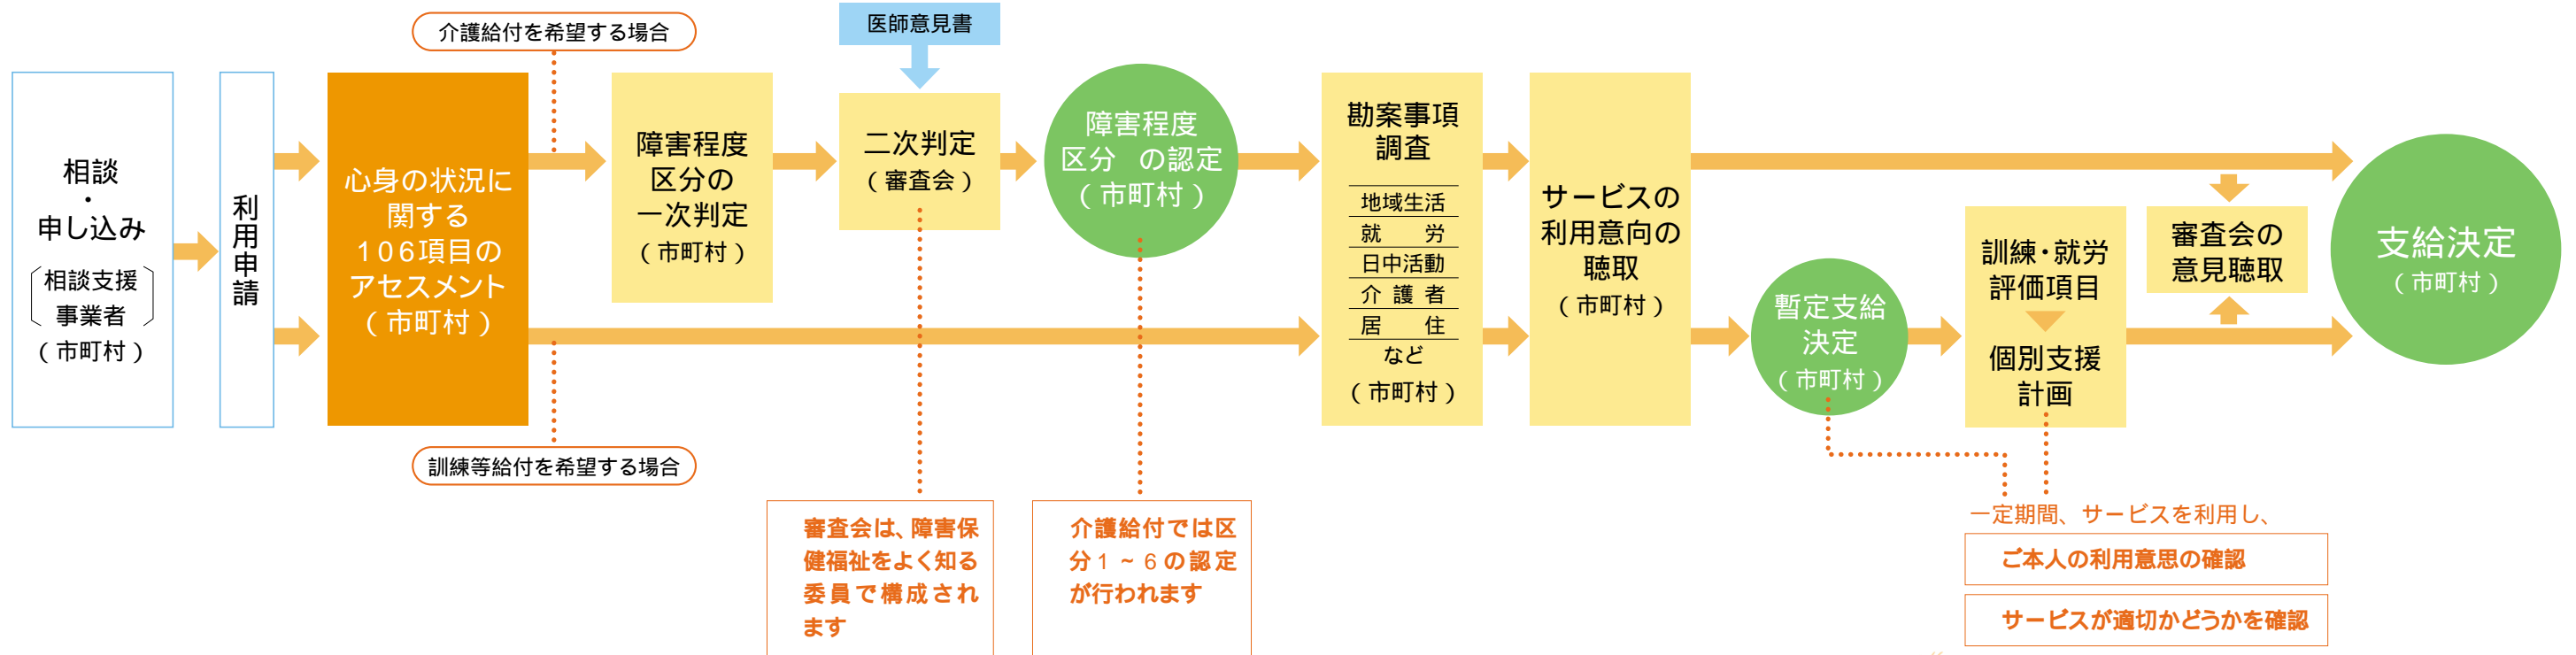 介護給付を希望する場合
医師意見書
相談
・
申し込み
相談支援
事業者
(市町村)
利用申請
心身の状況に
関する
106項目の
アセスメント
(市町村)
障害程度
区分の
一次判定
(市町村)
二次判定
(審査会)
障害程度
区分 の認定
(市町村)
勘案事項
調査
地域生活
就 労
日中活動
介護者
居 住
など
(市町村)
サービスの
利用意向の
聴取
(市町村)
暫定支給
決定
(市町村)
訓練・就労
評価項目
個別支援
計画
審査会の
意見聴取
支給決定
(市町村)
訓練等給付を希望する場合
審査会は、障害保
健福祉をよく知る
委員で構成され
ます
介護給付では区
分1~6の認定
が行われます
一定期間、サービスを利用し、
ご本人の利用意思の確認
サービスが適切かどうかを確認